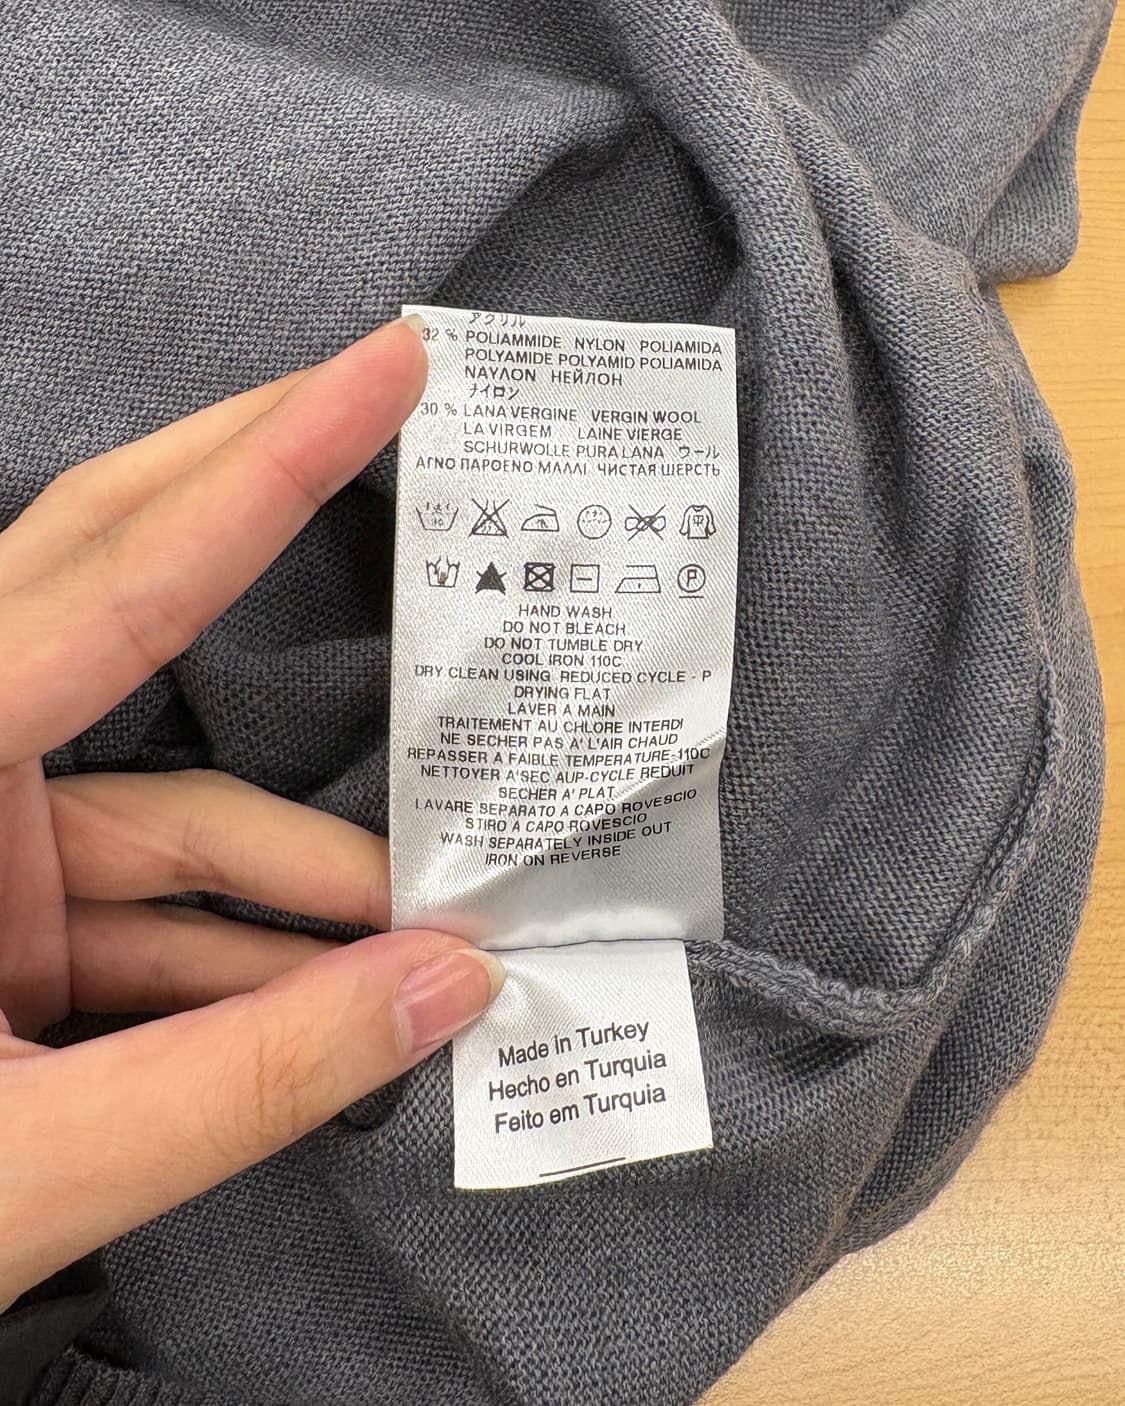 アクリル
32 % POLIAMMIDE NYLON POLIAMIDA
POLYAMIDE POLYAMID POLIAMIDA
ΝΑΥΛΟΝ НЕЙЛОН
ナイロン
30 % LANA VERGINE VERGIN WOOL
LA VIRGEM LAINE VIERGE
SCHURWOLLE PURA LANA ウール
ΑΓΝΟ ΠΑΡΘΕΝΟ ΜΑΛΛΙ ЧИСТАЯ ШЕРСТЬ
P
HAND WASH
DO NOT BLEACH
DO NOT TUMBLE DRY
COOL IRON 110C
DRY CLEAN USING REDUCED CYCLE - P
DRYING FLAT
LAVER A MAIN
TRAITEMENT AU CHLORE INTERDI
NE SECHER PAS A' L'AIR CHAUD
REPASSER A FAIBLE TEMPERATURE-110C
NETTOYER A'SEC AUP-CYCLE REDUIT
SECHER A' PLAT
LAVARE SEPARATO A CAPO ROVESCIO
STIRO A CAPO ROVESCIO
WASH SEPARATELY INSIDE OUT
IRON ON REVERSE
Made in Turkey
Hecho en Turquia
Feito em Turquia